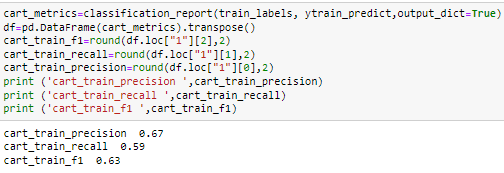 cart_metrics=classification_report(train_labels, ytrain_predict,output_dict=True)
df=pd.DataFrame(cart_metrics).transpose()
cart_train_f1=round(df.loc["1"][2],2)
cart_train_recall=round(df.loc["1"][1],2)
cart_train_precision=round(df.loc["1"][0],2)
print ('cart_train_precision ',cart_train_precision)
print ('cart_train_recall ',cart_train_recall)
print ('cart_train_f1 ',cart_train_f1)
cart_train_precision  0.67
cart_train_recall  0.59
cart_train_f1  0.63